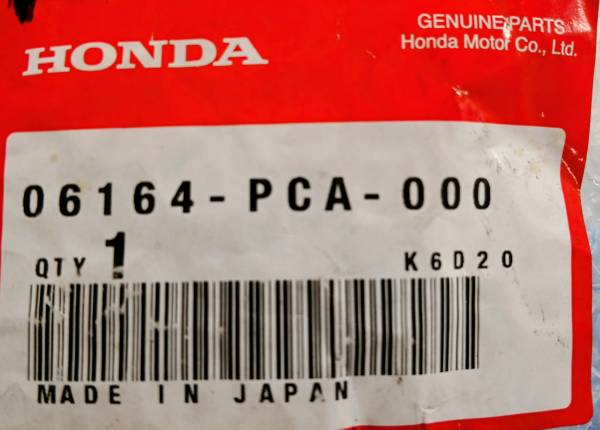 HONDA
GENUINE PARTS
Honda Motor Co., Ltd.
06164-PCA-000
QTY 1 K6D20
MADE IN JAPAN